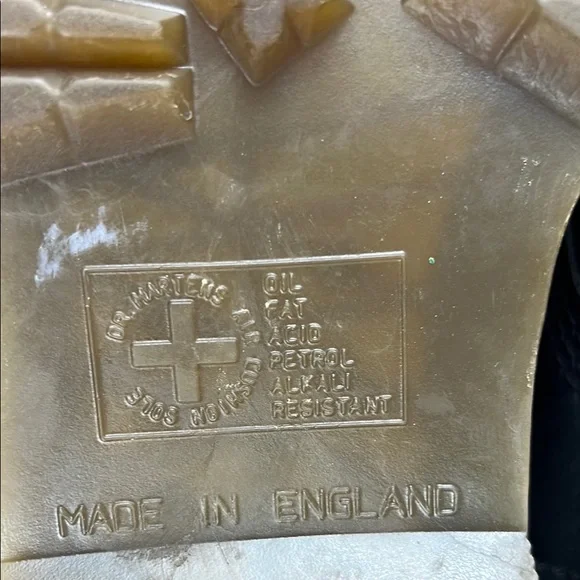 DR. MARTENS AIR CUSHION SOLE
OIL
FAT
ACID
PETROL
ALKALI
RESISTANT
MADE IN ENGLAND